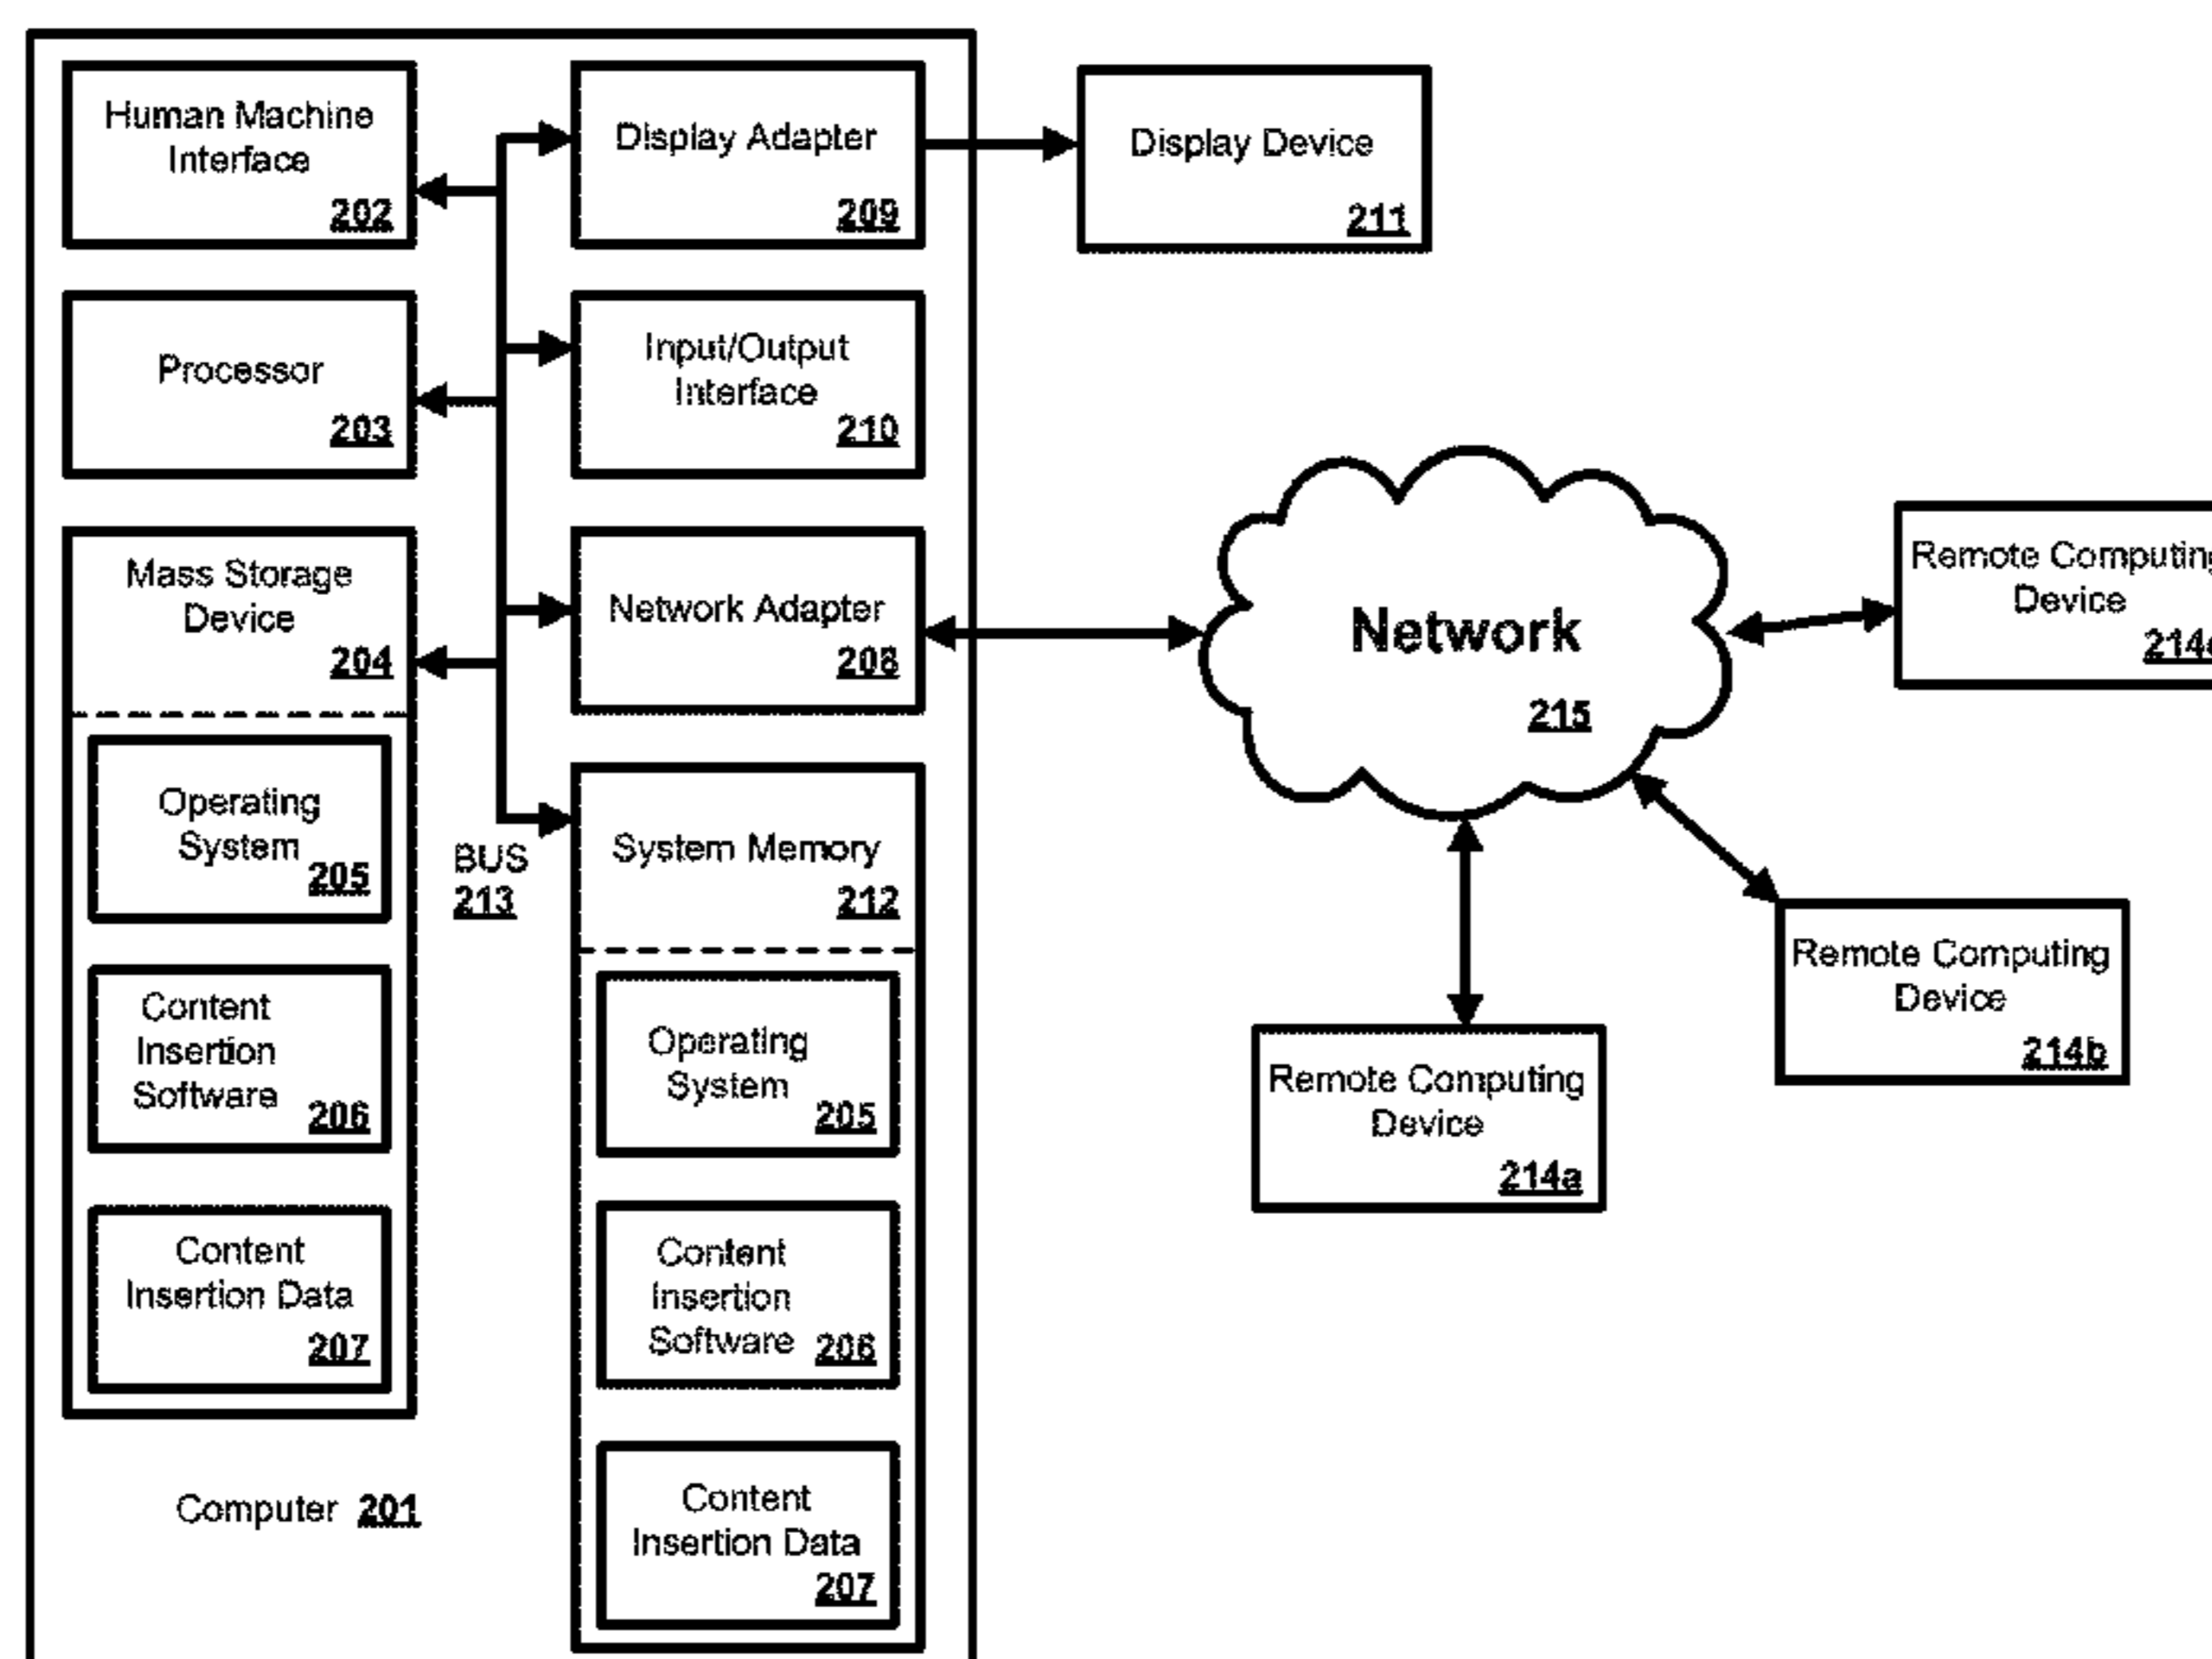 Human Machine
Interface
202
Display Adapter
209
Display Device
211
Processor
203
Input/Output
Interface
210
Mass Storage
Device
204
Network Adapter
208
Network
215
Remote Computing
Device
Operating
System
205
BUS
213
System Memory
212
Remote Computing
Device
214b
Content
Insertion
Software
206
Operating
System
205
Remote Computing
Device
214a
Content
Insertion Data
207
Content
Insertion
Software
206
Computer 201
Content
Insertion Data
207